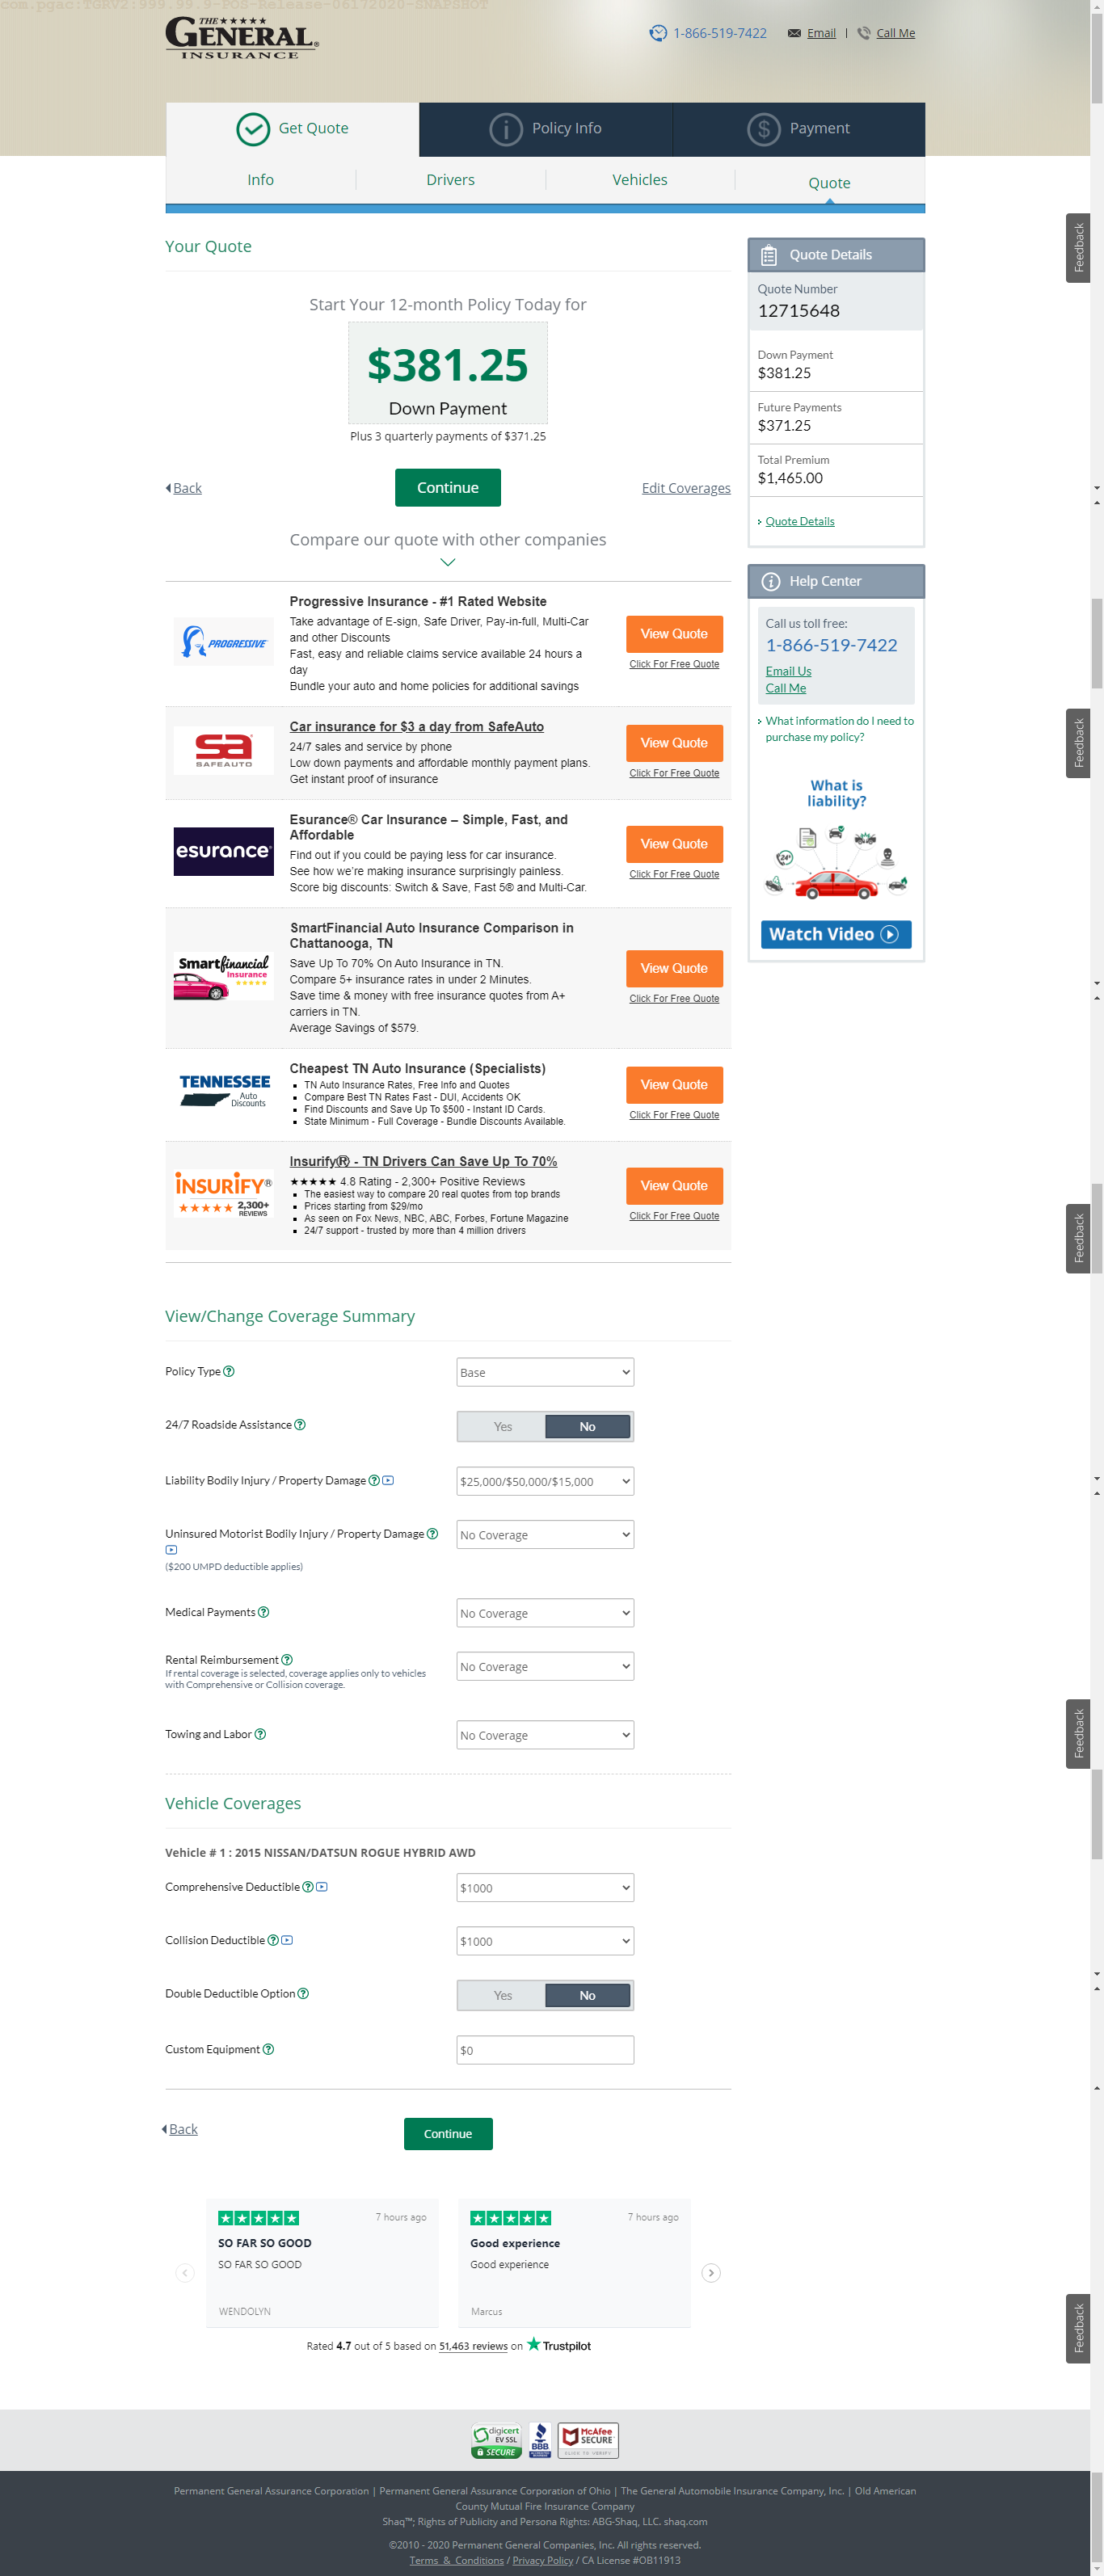 com.pgac:TGRV2:999.99.9-POS-Release-06172020-SNAPSHOT
THE ★★★★★
GENERAL®
INSURANCE
1-866-519-7422 Email | Call Me
Get Quote Policy Info Payment
Info Drivers Vehicles Quote
Your Quote
Start Your 12-month Policy Today for
$381.25
Down Payment
Plus 3 quarterly payments of $371.25
Back Continue Edit Coverages
Compare our quote with other companies
PROGRESSIVE
Progressive Insurance - #1 Rated Website
Take advantage of E-sign, Safe Driver, Pay-in-full, Multi-Car
and other Discounts
Fast, easy and reliable claims service available 24 hours a
day
Bundle your auto and home policies for additional savings
View Quote
Click For Free Quote
sa
SAFEAUTO
Car insurance for $3 a day from SafeAuto
24/7 sales and service by phone
Low down payments and affordable monthly payment plans.
Get instant proof of insurance
View Quote
Click For Free Quote
esurance®
Esurance® Car Insurance – Simple, Fast, and
Affordable
Find out if you could be paying less for car insurance.
See how we're making insurance surprisingly painless.
Score big discounts: Switch & Save, Fast 5® and Multi-Car.
View Quote
Click For Free Quote
Smartfinancial
Insurance
★★★★★
SmartFinancial Auto Insurance Comparison in
Chattanooga, TN
Save Up To 70% On Auto Insurance in TN.
Compare 5+ insurance rates in under 2 Minutes.
Save time & money with free insurance quotes from A+
carriers in TN.
Average Savings of $579.
View Quote
Click For Free Quote
TENNESSEE
Auto
Discounts
Cheapest TN Auto Insurance (Specialists)
▪ TN Auto Insurance Rates, Free Info and Quotes
▪ Compare Best TN Rates Fast - DUI, Accidents OK
▪ Find Discounts and Save Up To $500 - Instant ID Cards.
▪ State Minimum - Full Coverage - Bundle Discounts Available.
View Quote
Click For Free Quote
INSURIFY®
★★★★★ 2,300+
REVIEWS
Insurify® - TN Drivers Can Save Up To 70%
★★★★★ 4.8 Rating - 2,300+ Positive Reviews
▪ The easiest way to compare 20 real quotes from top brands
▪ Prices starting from $29/mo
▪ As seen on Fox News, NBC, ABC, Forbes, Fortune Magazine
▪ 24/7 support - trusted by more than 4 million drivers
View Quote
Click For Free Quote
Quote Details
Quote Number
12715648
Down Payment
$381.25
Future Payments
$371.25
Total Premium
$1,465.00
Quote Details
Help Center
Call us toll free:
1-866-519-7422
Email Us
Call Me
What information do I need to
purchase my policy?
What is
liability?
24*
Watch Video
View/Change Coverage Summary
Policy Type Base
24/7 Roadside Assistance Yes No
Liability Bodily Injury / Property Damage $25,000/$50,000/$15,000
Uninsured Motorist Bodily Injury / Property Damage No Coverage
($200 UMPD deductible applies)
Medical Payments No Coverage
Rental Reimbursement No Coverage
If rental coverage is selected, coverage applies only to vehicles
with Comprehensive or Collision coverage.
Towing and Labor No Coverage
Vehicle Coverages
Vehicle # 1 : 2015 NISSAN/DATSUN ROGUE HYBRID AWD
Comprehensive Deductible $1000
Collision Deductible $1000
Double Deductible Option Yes No
Custom Equipment $0
Back Continue
7 hours ago
SO FAR SO GOOD
SO FAR SO GOOD
WENDOLYN
7 hours ago
Good experience
Good experience
Marcus
Rated 4.7 out of 5 based on 51,463 reviews on Trustpilot
Feedback
Feedback
Feedback
Feedback
Feedback
digicert
EV SSL
SECURE
BBB
McAfee
SECURE
CLICK TO VERIFY
Permanent General Assurance Corporation | Permanent General Assurance Corporation of Ohio | The General Automobile Insurance Company, Inc. | Old American
County Mutual Fire Insurance Company
Shaq™; Rights of Publicity and Persona Rights: ABG-Shaq, LLC. shaq.com
©2010 - 2020 Permanent General Companies, Inc. All rights reserved.
Terms & Conditions / Privacy Policy / CA License #OB11913